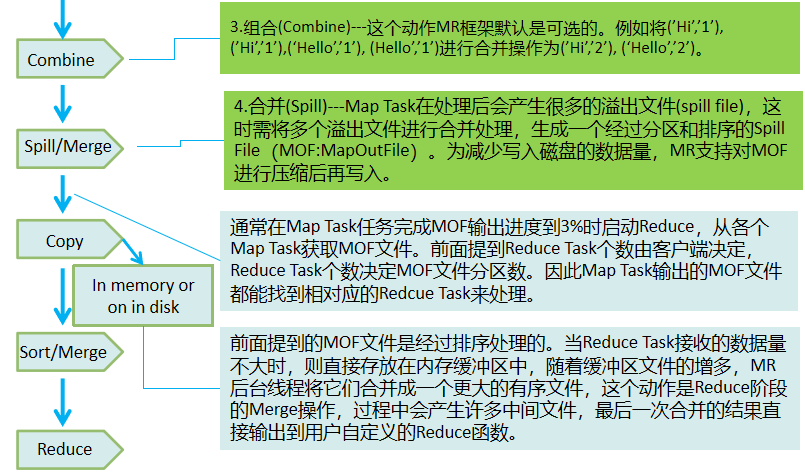 Combine
3.组合(Combine)---这个动作MR框架默认是可选的。例如将('Hi','1'),
('Hi','1'),('Hello','1'), (Hello','1')进行合并操作为('Hi','2'), ('Hello','2')。
Spill/Merge
4.合并(Spill)---Map Task在处理后会产生很多的溢出文件(spill file)，这
时需将多个溢出文件进行合并处理，生成一个经过分区和排序的Spill
File（MOF:MapOutFile）。为减少写入磁盘的数据量，MR支持对MOF
进行压缩后再写入。
Copy
通常在Map Task任务完成MOF输出进度到3%时启动Reduce，从各个
Map Task获取MOF文件。前面提到Reduce Task个数由客户端决定，
Reduce Task个数决定MOF文件分区数。因此Map Task输出的MOF文件
都能找到相对应的Redcue Task来处理。
In memory or
on in disk
Sort/Merge
前面提到的MOF文件是经过排序处理的。当Reduce Task接收的数据量
不大时，则直接存放在内存缓冲区中，随着缓冲区文件的增多，MR
后台线程将它们合并成一个更大的有序文件，这个动作是Reduce阶段
的Merge操作，过程中会产生许多中间文件，最后一次合并的结果直
接输出到用户自定义的Reduce函数。
Reduce